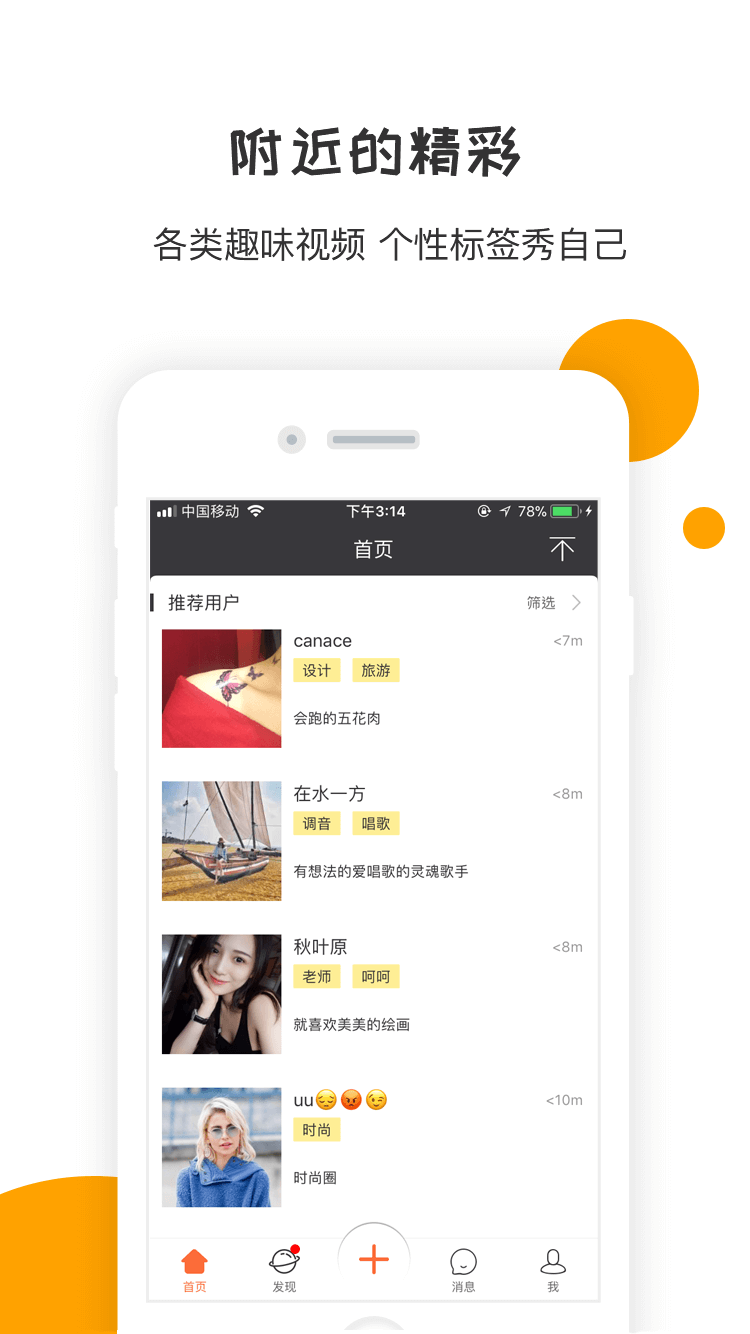 附近的精彩
各类趣味视频 个性标签秀自己
中国移动 下午3:14 78%
首页
推荐用户 筛选
canace <7m
设计 旅游
会跑的五花肉
在水一方 <8m
调音 唱歌
有想法的爱唱歌的灵魂歌手
秋叶原 <8m
老师 呵呵
就喜欢美美的绘画
uu😔😡😉 <10m
时尚
时尚圈
首页 发现 消息 我